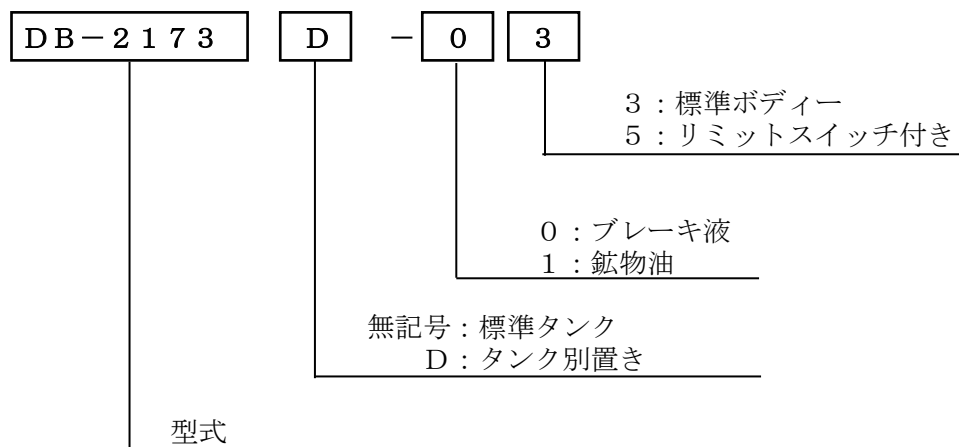 ＤＢ－２１７３ Ｄ －０３
３：標準ボディー
５：リミットスイッチ付き
０：ブレーキ液
１：鉱物油
無記号：標準タンク
Ｄ：タンク別置き
型式